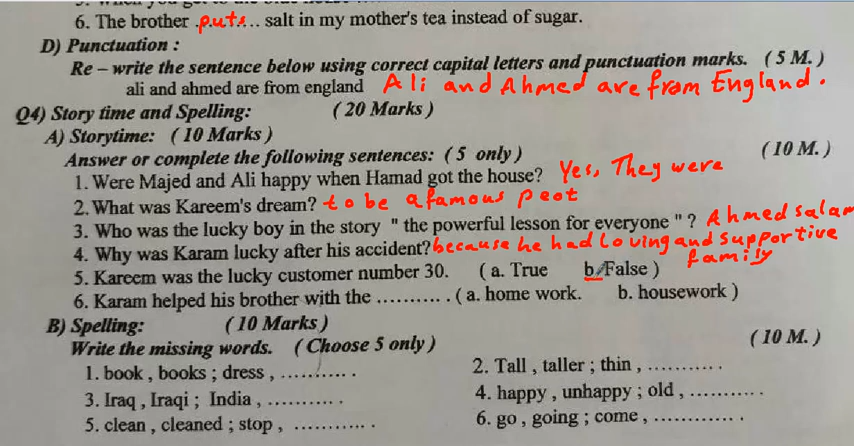 6. The brother .puts... salt in my mother's tea instead of sugar.
D) Punctuation :
Re – write the sentence below using correct capital letters and punctuation marks. ( 5 M. )
ali and ahmed are from england Ali and Ahmed are from England.
Q4) Story time and Spelling: ( 20 Marks )
A) Storytime: ( 10 Marks )
Answer or complete the following sentences: ( 5 only ) ( 10 M. )
1. Were Majed and Ali happy when Hamad got the house? Yes, They were
2. What was Kareem's dream? to be a famous peot
3. Who was the lucky boy in the story " the powerful lesson for everyone " ? Ahmed salam
4. Why was Karam lucky after his accident? because he had loving and supportive family
5. Kareem was the lucky customer number 30. ( a. True b. False )
6. Karam helped his brother with the ........... . ( a. home work. b. housework )
B) Spelling: ( 10 Marks )
Write the missing words. ( Choose 5 only ) ( 10 M. )
1. book , books ; dress , ........... .
2. Tall , taller ; thin , ........... .
3. Iraq , Iraqi ; India , ........... .
4. happy , unhappy ; old , ........... .
5. clean , cleaned ; stop , ........... .
6. go , going ; come , ............. .